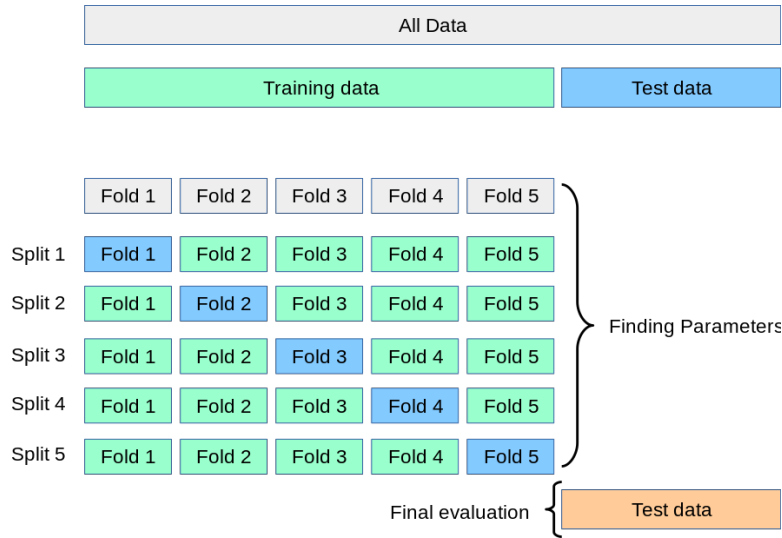 All Data
Training data Test data
Fold 1 Fold 2 Fold 3 Fold 4 Fold 5
Split 1 Fold 1 Fold 2 Fold 3 Fold 4 Fold 5
Split 2 Fold 1 Fold 2 Fold 3 Fold 4 Fold 5
Finding Parameters
Split 3 Fold 1 Fold 2 Fold 3 Fold 4 Fold 5
Split 4 Fold 1 Fold 2 Fold 3 Fold 4 Fold 5
Split 5 Fold 1 Fold 2 Fold 3 Fold 4 Fold 5
Final evaluation Test data